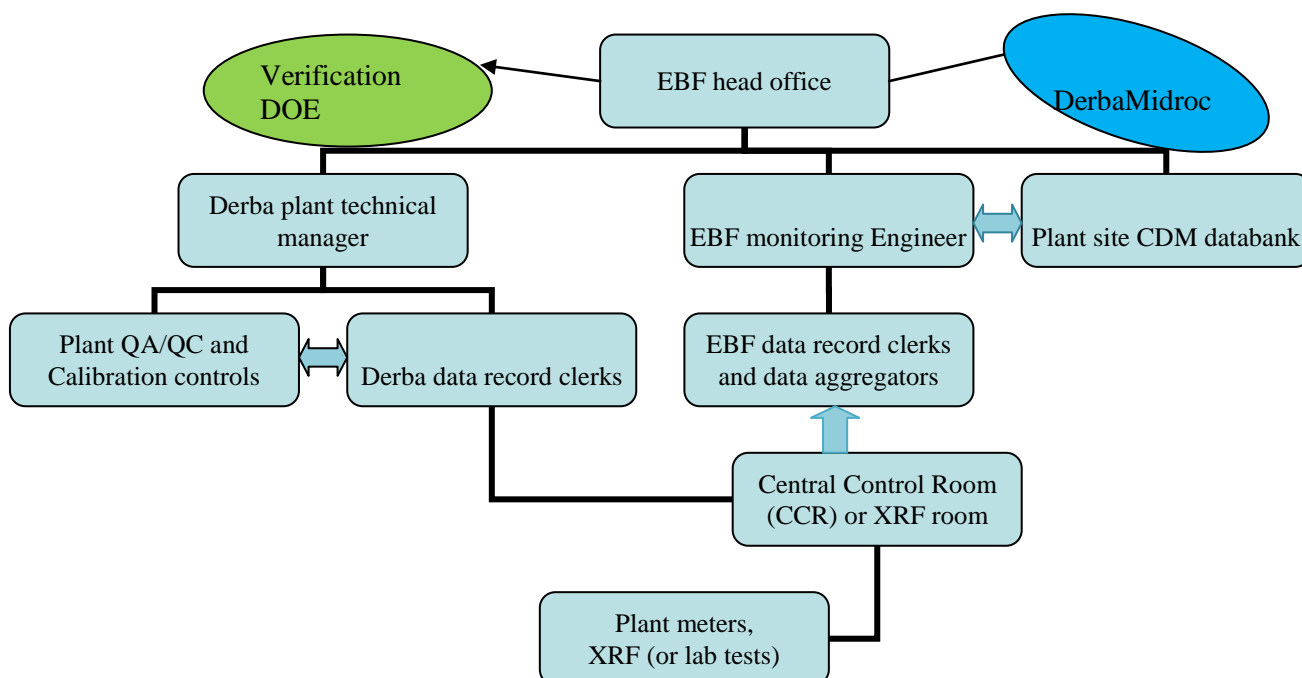 Verification
DOE
EBF head office
DerbaMidroc
Derba plant technical
manager
EBF monitoring Engineer
Plant site CDM databank
Plant QA/QC and
Calibration controls
Derba data record clerks
EBF data record clerks
and data aggregators
Central Control Room
(CCR) or XRF room
Plant meters,
XRF (or lab tests)